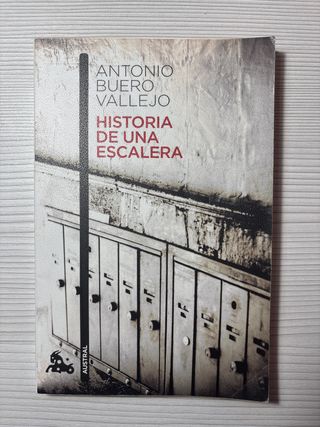 ANTONIO
BUERO
VALLEJO
HISTORIA
DE UNA
ESCALERA
AUSTRAL